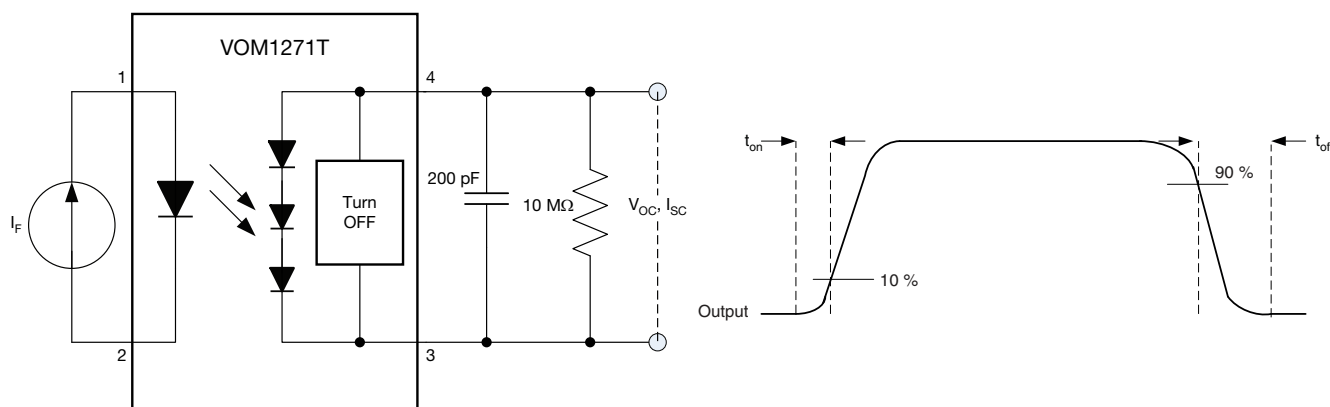 VOM1271T
1
4
t_on
t_of
90 %
200 pF
10 MΩ
Turn
OFF
V_OC, I_SC
I_F
10 %
Output
2
3